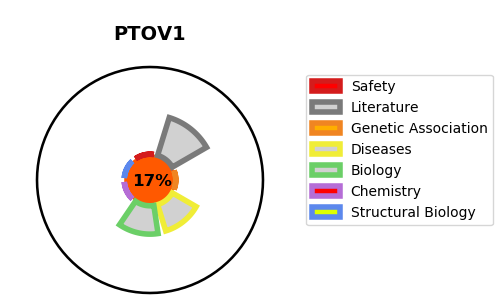 PTOV1
17%
Safety
Literature
Genetic Association
Diseases
Biology
Chemistry
Structural Biology